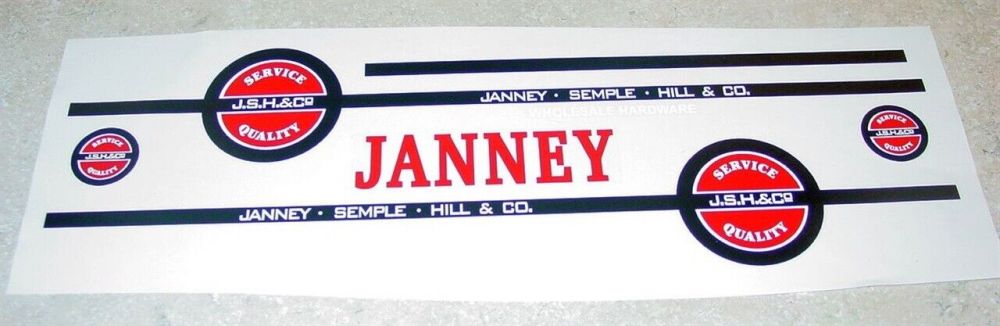 SERVICE
J.S.H.&Co
QUALITY
JANNEY · SEMPLE · HILL & CO.
WHOLESALE HARDWARE
SERVICE
J.S.H.&Co
QUALITY
JANNEY
SERVICE
J.S.H.&Co
QUALITY
JANNEY · SEMPLE · HILL & CO.
SERVICE
J.S.H.&Co
QUALITY